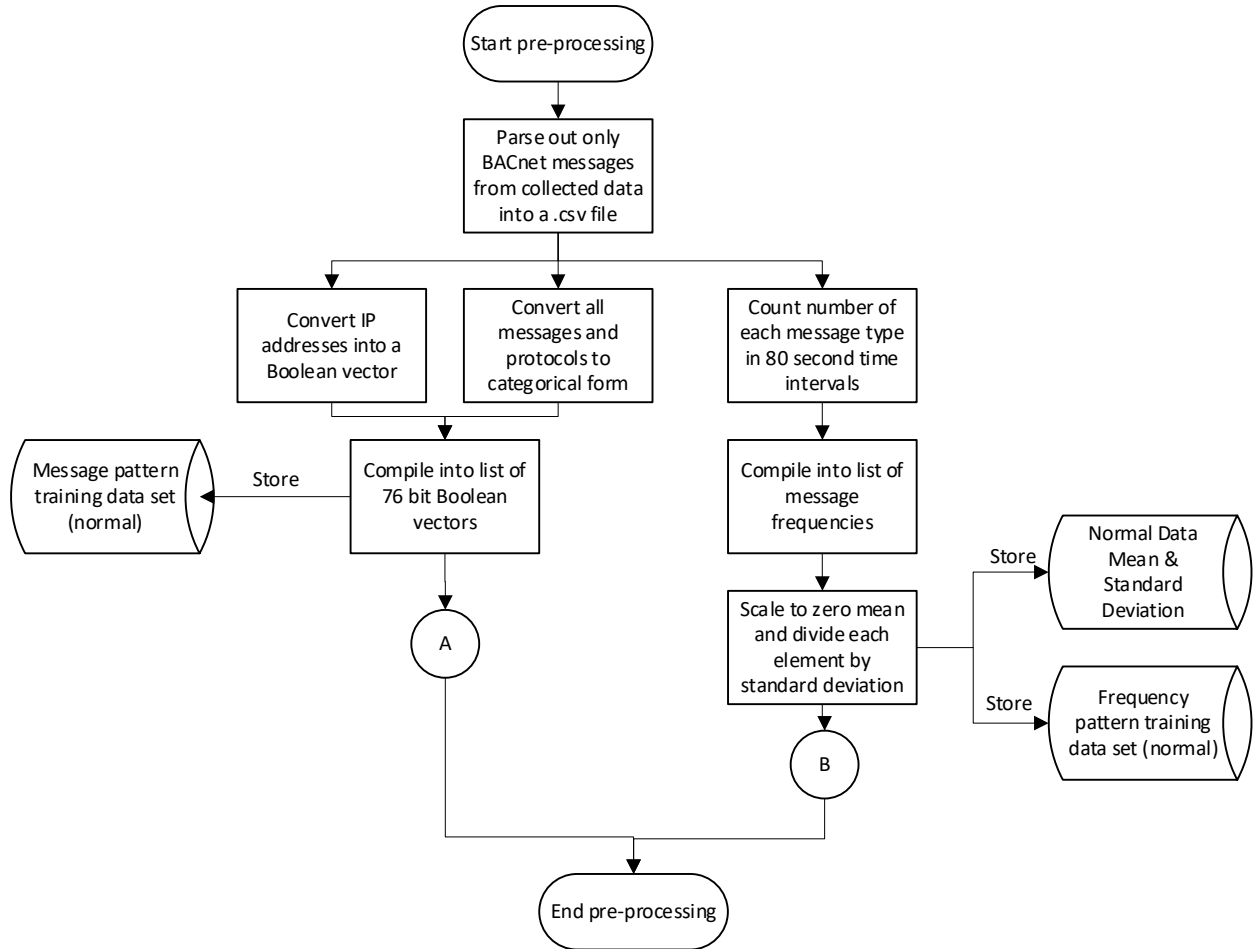 Start pre-processing
Parse out only
BACnet messages
from collected data
into a .csv file
Convert IP
addresses into a
Boolean vector
Convert all
messages and
protocols to
categorical form
Count number of
each message type
in 80 second time
intervals
Message pattern
training data set
(normal)
Store
Compile into list of
76 bit Boolean
vectors
Compile into list of
message
frequencies
Store
Normal Data
Mean &
Standard
Deviation
A
Scale to zero mean
and divide each
element by
standard deviation
Store
Frequency
pattern training
data set (normal)
B
End pre-processing